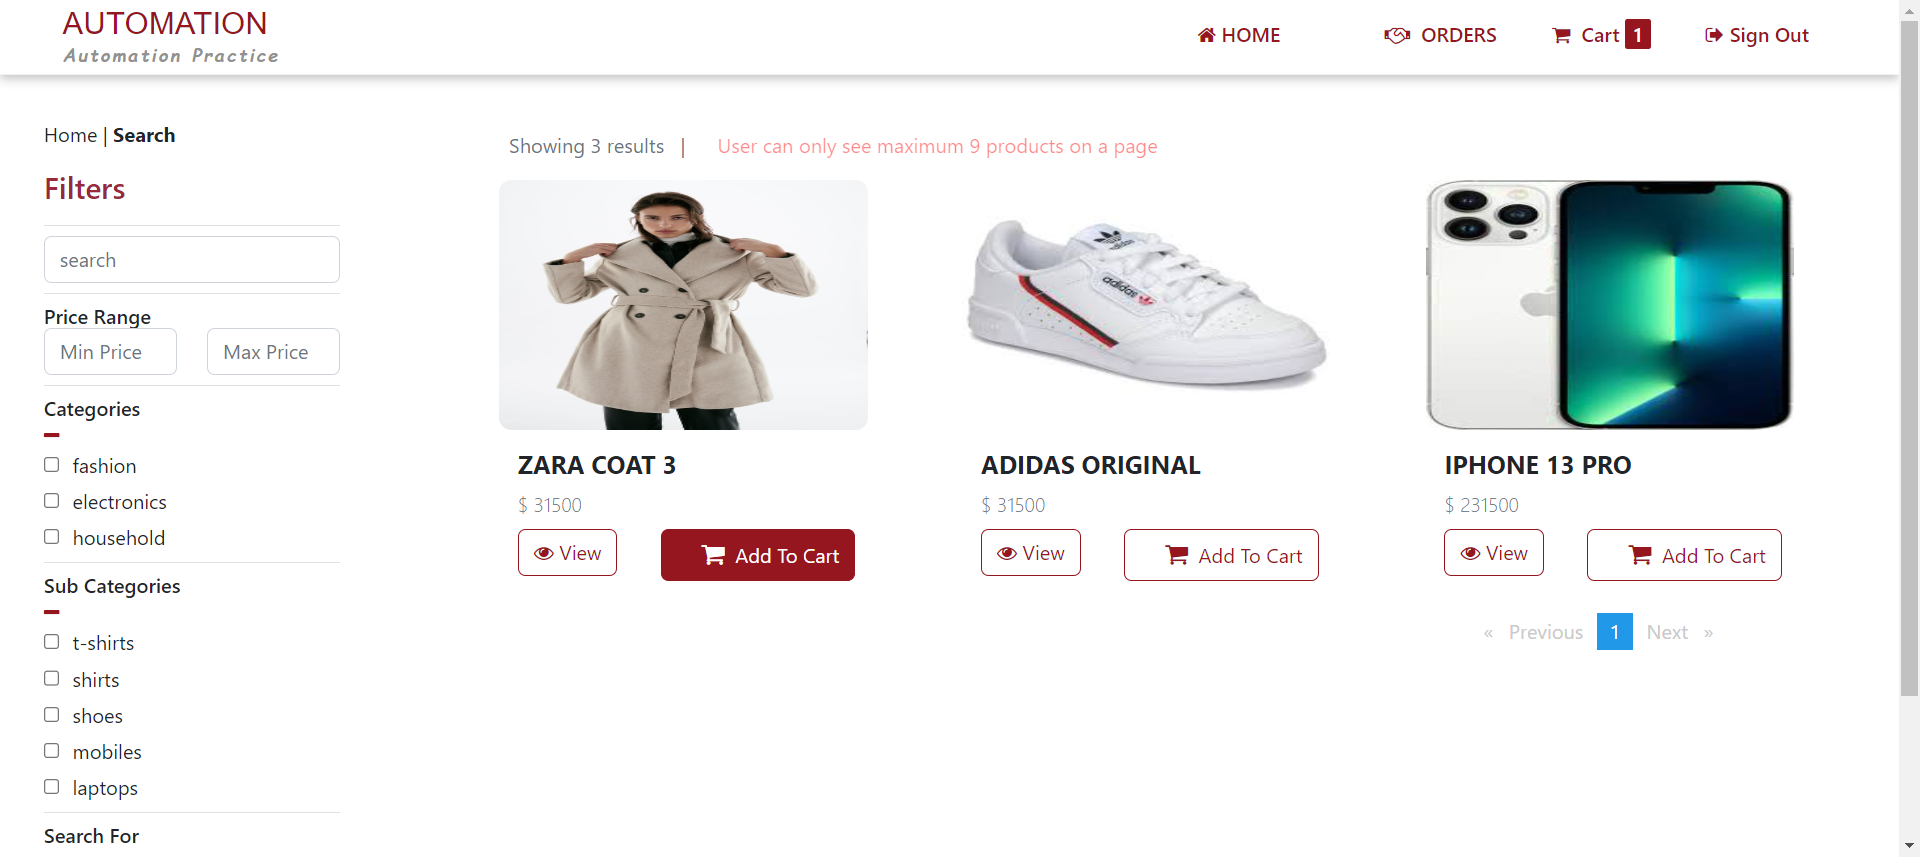 AUTOMATION
Automation Practice
HOME
ORDERS
Cart 1
Sign Out
Home | Search
Filters
search
Price Range
Min Price
Max Price
Categories
fashion
electronics
household
Sub Categories
t-shirts
shirts
shoes
mobiles
laptops
Search For
Showing 3 results |
User can only see maximum 9 products on a page
adidas
adidas
ZARA COAT 3
$ 31500
View
Add To Cart
ADIDAS ORIGINAL
$ 31500
View
Add To Cart
IPHONE 13 PRO
$ 231500
View
Add To Cart
« Previous 1 Next »